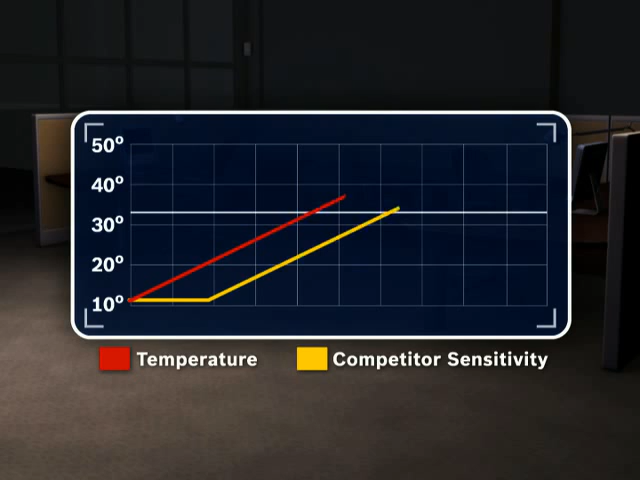 50º
40º
30º
20º
10º
Temperature
Competitor Sensitivity